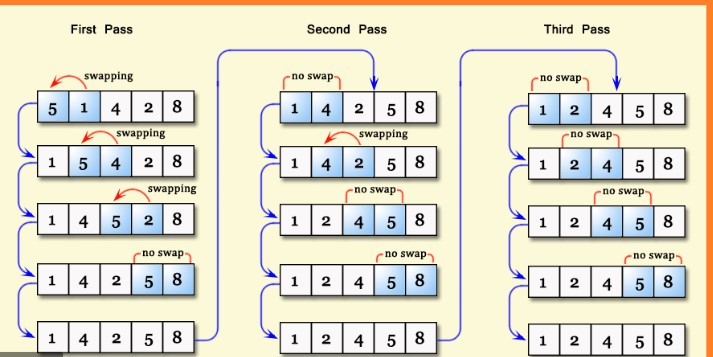 First Pass
swapping
5 1 4 2 8
swapping
1 5 4 2 8
swapping
1 4 5 2 8
no swap
1 4 2 5 8
1 4 2 5 8
Second Pass
no swap
1 4 2 5 8
swapping
1 4 2 5 8
no swap
1 2 4 5 8
no swap
1 2 4 5 8
1 2 4 5 8
Third Pass
no swap
1 2 4 5 8
no swap
1 2 4 5 8
no swap
1 2 4 5 8
no swap
1 2 4 5 8
1 2 4 5 8